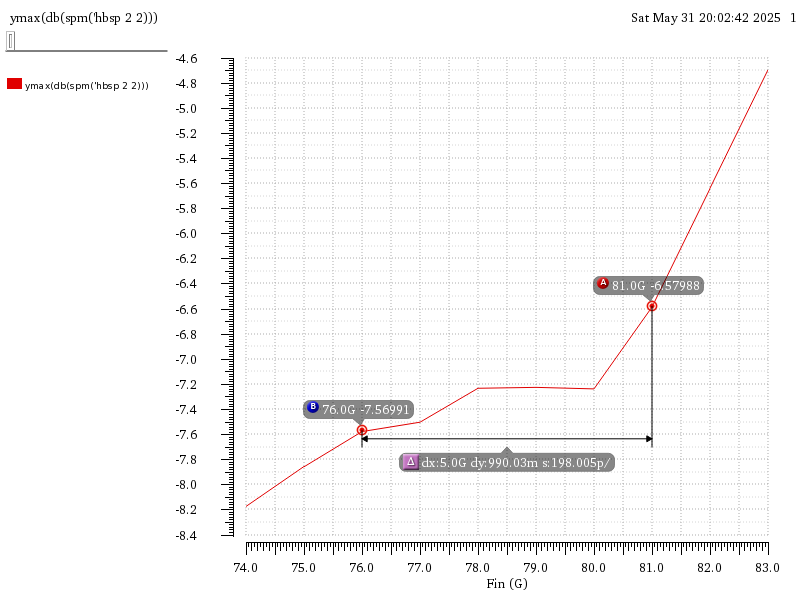 ymax(db(spm('hbsp 2 2)))
Sat May 31 20:02:42 2025 1
ymax(db(spm('hbsp 2 2)))
-4.6
-4.8
-5.0
-5.2
-5.4
-5.6
-5.8
-6.0
-6.2
-6.4
-6.6
-6.8
-7.0
-7.2
-7.4
-7.6
-7.8
-8.0
-8.2
-8.4
A 81.0G -6.57988
B 76.0G -7.56991
Δ dx:5.0G dy:990.03m s:198.005p/
74.0 75.0 76.0 77.0 78.0 79.0 80.0 81.0 82.0 83.0
Fin (G)